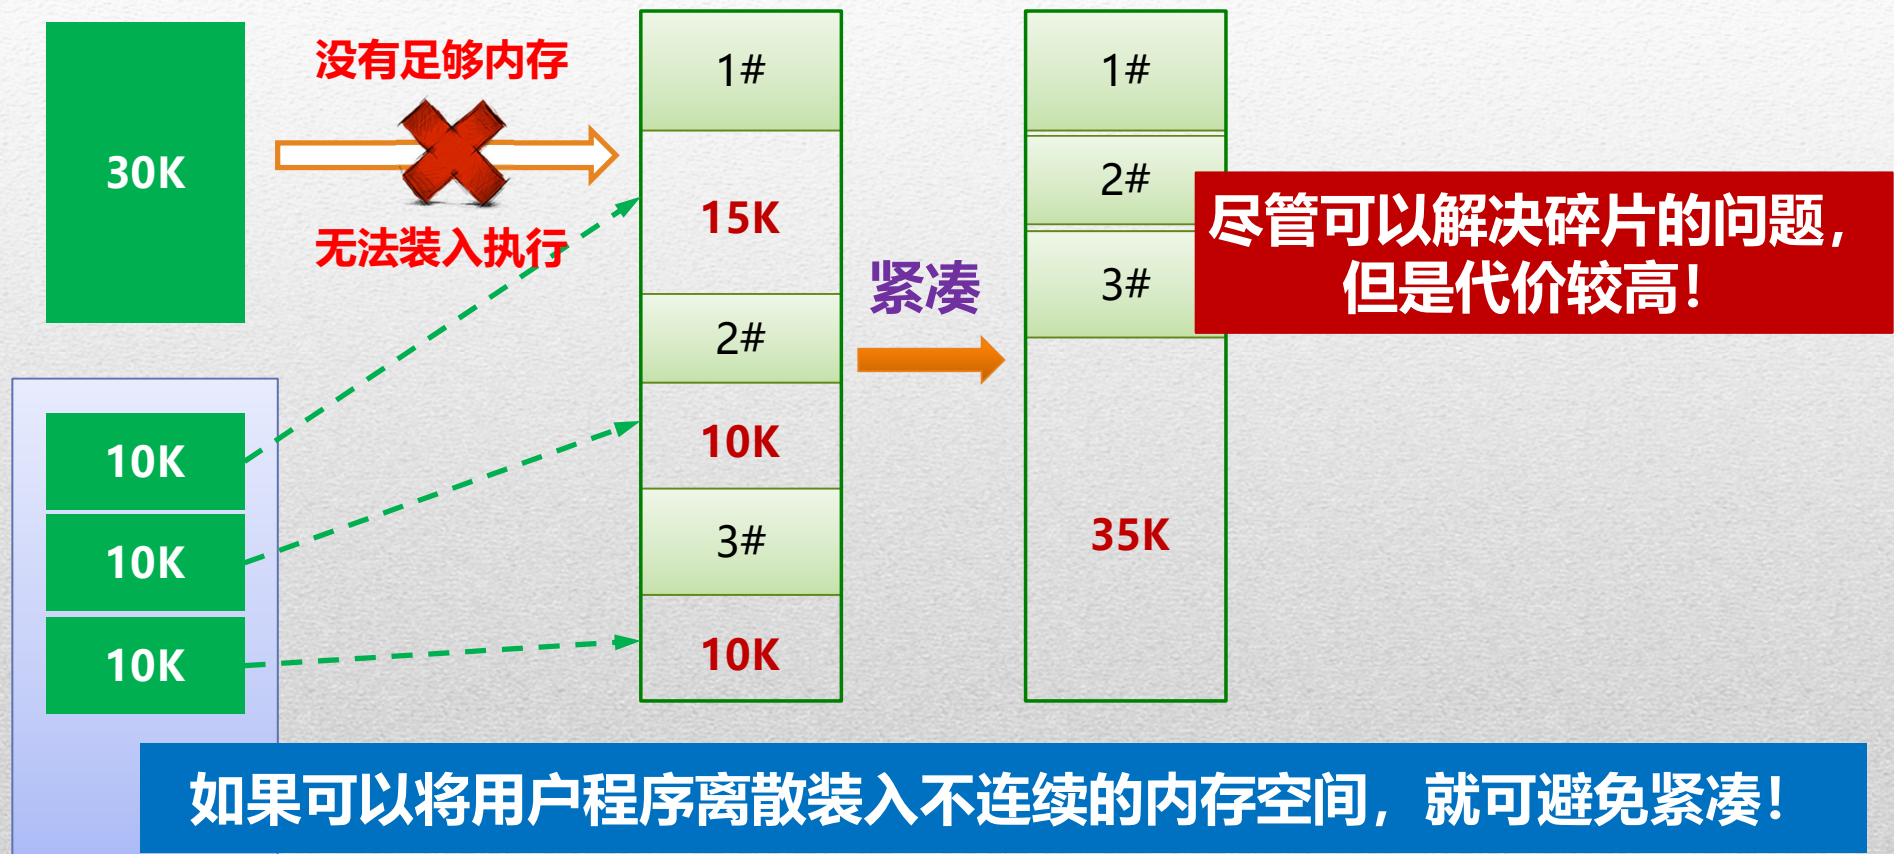 30K
没有足够内存
无法装入执行
10K
10K
10K
1#
15K
2#
10K
3#
10K
紧凑
1#
2#
3#
35K
尽管可以解决碎片的问题，
但是代价较高！
如果可以将用户程序离散装入不连续的内存空间，就可避免紧凑！